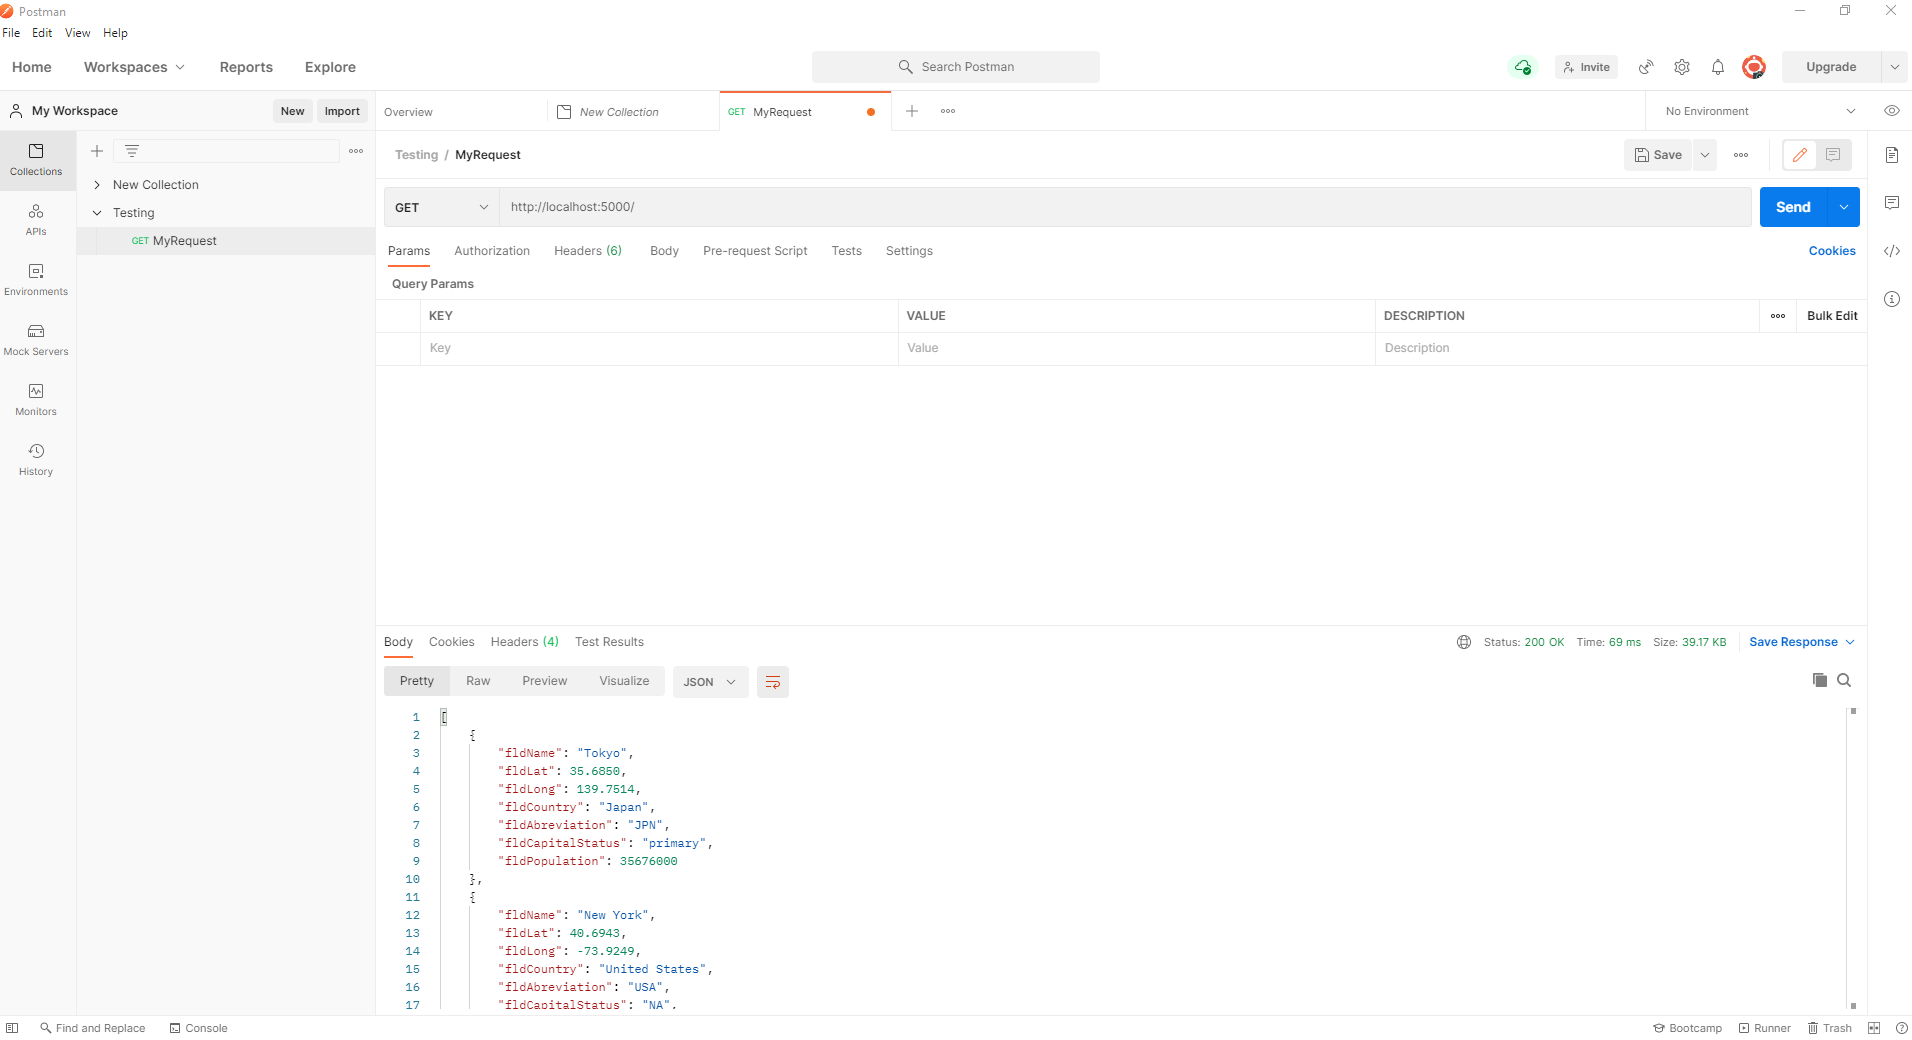 Postman
File Edit View Help
Home Workspaces Reports Explore Search Postman Invite Upgrade
My Workspace New Import Overview New Collection GET MyRequest No Environment
Collections
APIs
Environments
Mock Servers
Monitors
History
New Collection
Testing
GET MyRequest
Testing / MyRequest Save
GET http://localhost:5000/ Send
Params Authorization Headers (6) Body Pre-request Script Tests Settings Cookies
Query Params
KEY VALUE DESCRIPTION Bulk Edit
Key Value Description
Body Cookies Headers (4) Test Results Status: 200 OK Time: 69 ms Size: 39.17 KB Save Response
Pretty Raw Preview Visualize JSON
1 [
2 {
3 "fldName": "Tokyo",
4 "fldLat": 35.6850,
5 "fldLong": 139.7514,
6 "fldCountry": "Japan",
7 "fldAbreviation": "JPN",
8 "fldCapitalStatus": "primary",
9 "fldPopulation": 35676000
10 },
11 {
12 "fldName": "New York",
13 "fldLat": 40.6943,
14 "fldLong": -73.9249,
15 "fldCountry": "United States",
16 "fldAbreviation": "USA",
17 "fldCapitalStatus": "NA",
Find and Replace Console Bootcamp Runner Trash